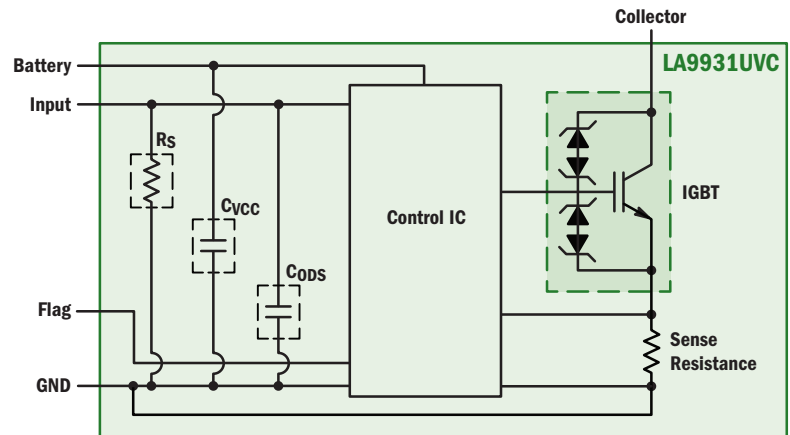 Collector
LA9931UVC
Battery
Input
RS
CVCC
CODS
Control IC
IGBT
Flag
GND
Sense
Resistance